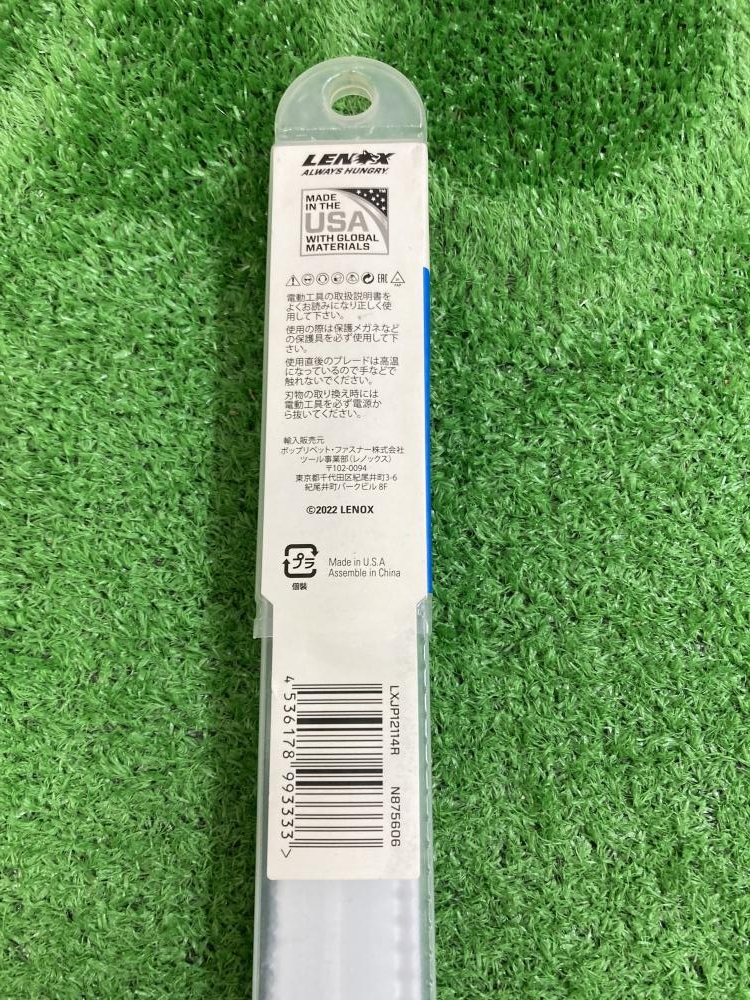 LENOX
ALWAYS HUNGRY.
MADE
IN THE
USA
WITH GLOBAL
MATERIALS
™
EAC
電動工具の取扱説明書を
よくお読みになり正しく使
用して下さい。
使用の際は保護メガネなど
の保護具を必ず使用して下
さい。
使用直後のブレードは高温
になっているので手などで
触れないでください。
刃物の取り換え時には
電動工具を必ず電源か
ら抜いてください。
輸入販売元
ポップリベット・ファスナー株式会社
ツール事業部(レノックス)
〒102-0094
東京都千代田区紀尾井町3-6
紀尾井町パークビル 8F
©2022 LENOX
プラ
個装
Made in U.S.A
Assemble in China
LXJP12114R N875606
4 536178 993333 >